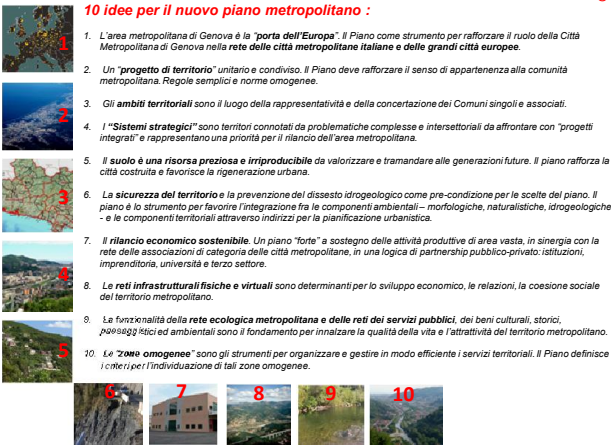 10 idee per il nuovo piano metropolitano :
1. L'area metropolitana di Genova è la "porta dell'Europa". Il Piano come strumento per rafforzare il ruolo della Città
Metropolitana di Genova nella rete delle città metropolitane italiane e delle grandi città europee.
2. Un "progetto di territorio" unitario e condiviso. Il Piano deve rafforzare il senso di appartenenza alla comunità
metropolitana. Regole semplici e norme omogenee.
3. Gli ambiti territoriali sono il luogo della rappresentatività e della concertazione dei Comuni singoli e associati.
4. I "Sistemi strategici" sono territori connotati da problematiche complesse e intersettoriali da affrontare con "progetti
integrati" e rappresentano una priorità per il rilancio dell'area metropolitana.
5. Il suolo è una risorsa preziosa e irriproducibile da valorizzare e tramandare alle generazioni future. Il piano rafforza la
città costruita e favorisce la rigenerazione urbana.
6. La sicurezza del territorio e la prevenzione del dissesto idrogeologico come pre-condizione per le scelte del piano. Il
piano è lo strumento per favorire l'integrazione fra le componenti ambientali – morfologiche, naturalistiche, idrogeologiche
- e le componenti territoriali attraverso indirizzi per la pianificazione urbanistica.
7. Il rilancio economico sostenibile. Un piano "forte" a sostegno delle attività produttive di area vasta, in sinergia con la
rete delle associazioni di categoria delle città metropolitane, in una logica di partnership pubblico-privato: istituzioni,
imprenditoria, università e terzo settore.
8. Le reti infrastrutturali fisiche e virtuali sono determinanti per lo sviluppo economico, le relazioni, la coesione sociale
del territorio metropolitano.
9. La funzionalità della rete ecologica metropolitana e delle reti dei servizi pubblici, dei beni culturali, storici,
paesaggistici ed ambientali sono il fondamento per innalzare la qualità della vita e l'attrattività del territorio metropolitano.
10. Le "zone omogenee" sono gli strumenti per organizzare e gestire in modo efficiente i servizi territoriali. Il Piano definisce
i criteri per l'individuazione di tali zone omogenee.
1
2
3
4
5
6 7 8 9 10